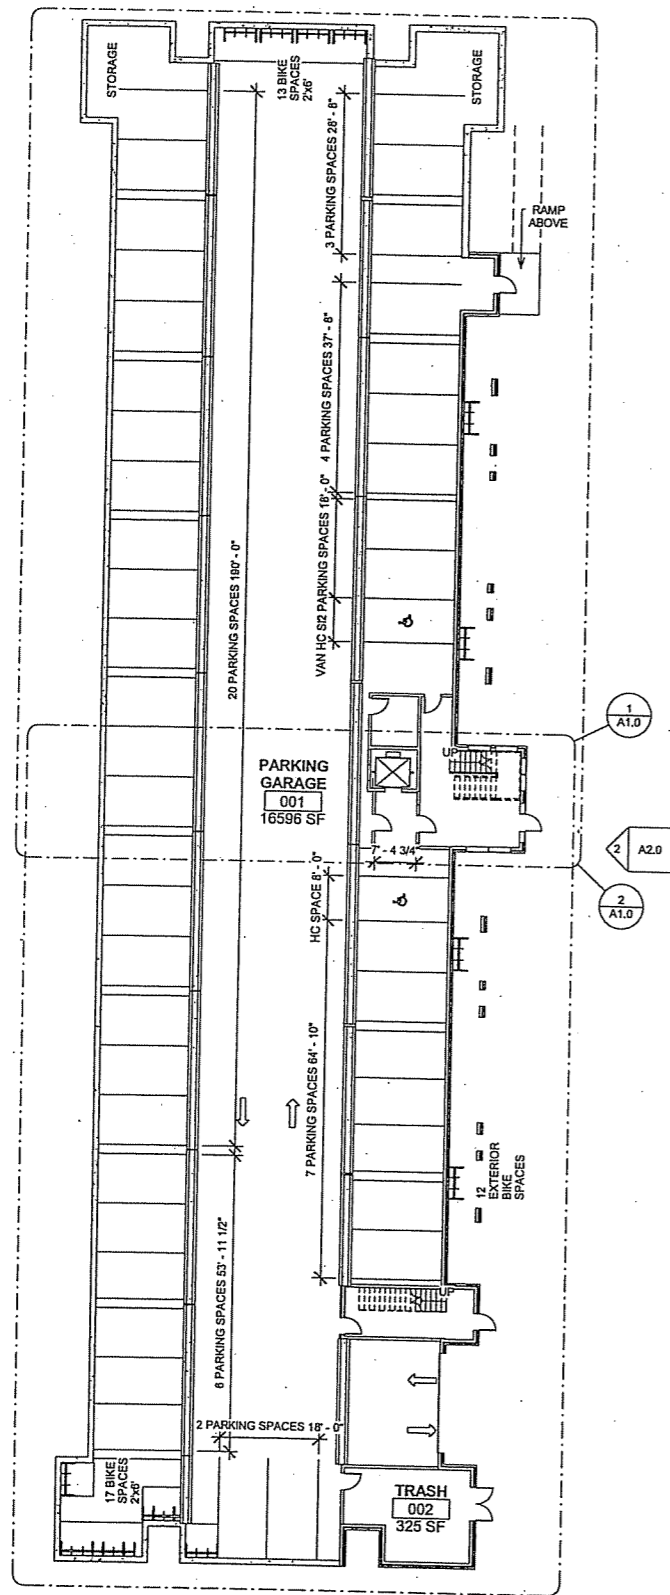 STORAGE
13 BIKE
SPACES
2'x6'
STORAGE
3 PARKING SPACES 28' - 8"
RAMP
ABOVE
4 PARKING SPACES 37' - 8"
20 PARKING SPACES 190' - 0"
VAN HC S/2 PARKING SPACES 18' - 0"
1
A1.0
UP
PARKING
GARAGE
001
16596 SF
7' - 4 3/4"
2
A2.0
2
A1.0
HC SPACE 8' - 0"
7 PARKING SPACES 64' - 10"
12
EXTERIOR
BIKE
SPACES
UP
6 PARKING SPACES 53' - 11 1/2"
2 PARKING SPACES 18' - 0"
17 BIKE
SPACES
2'x6'
TRASH
002
325 SF